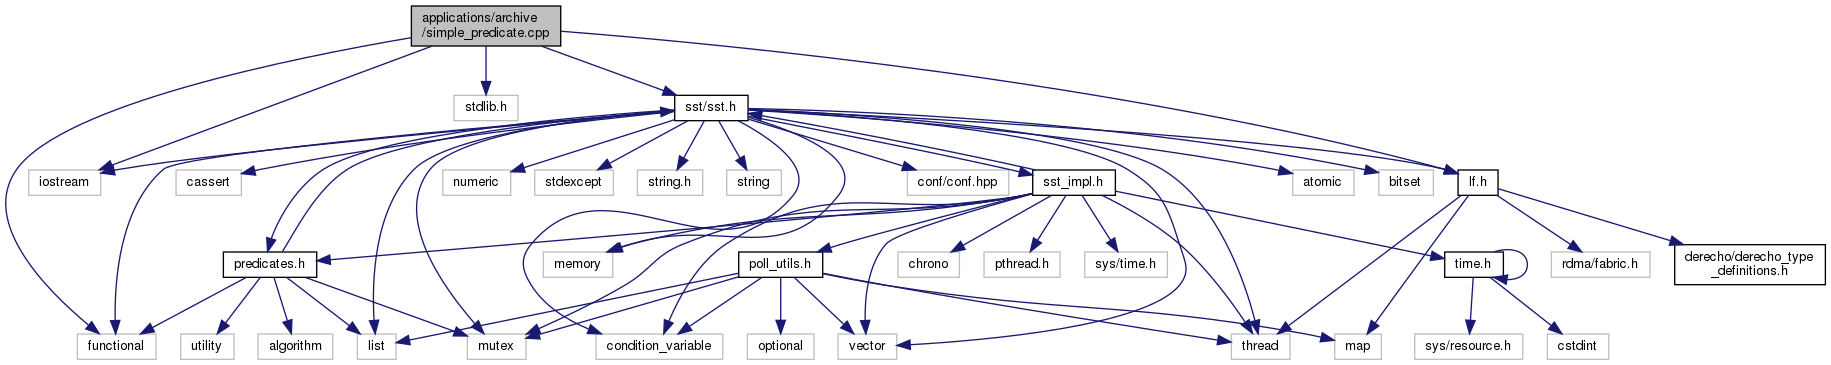 applications/archive
/simple_predicate.cpp
stdlib.h
sst/sst.h
iostream
cassert
numeric
stdexcept
string.h
string
conf/conf.hpp
sst_impl.h
atomic
bitset
lf.h
predicates.h
memory
poll_utils.h
chrono
pthread.h
sys/time.h
time.h
rdma/fabric.h
derecho/derecho_type
_definitions.h
functional
utility
algorithm
list
mutex
condition_variable
optional
vector
thread
map
sys/resource.h
cstdint